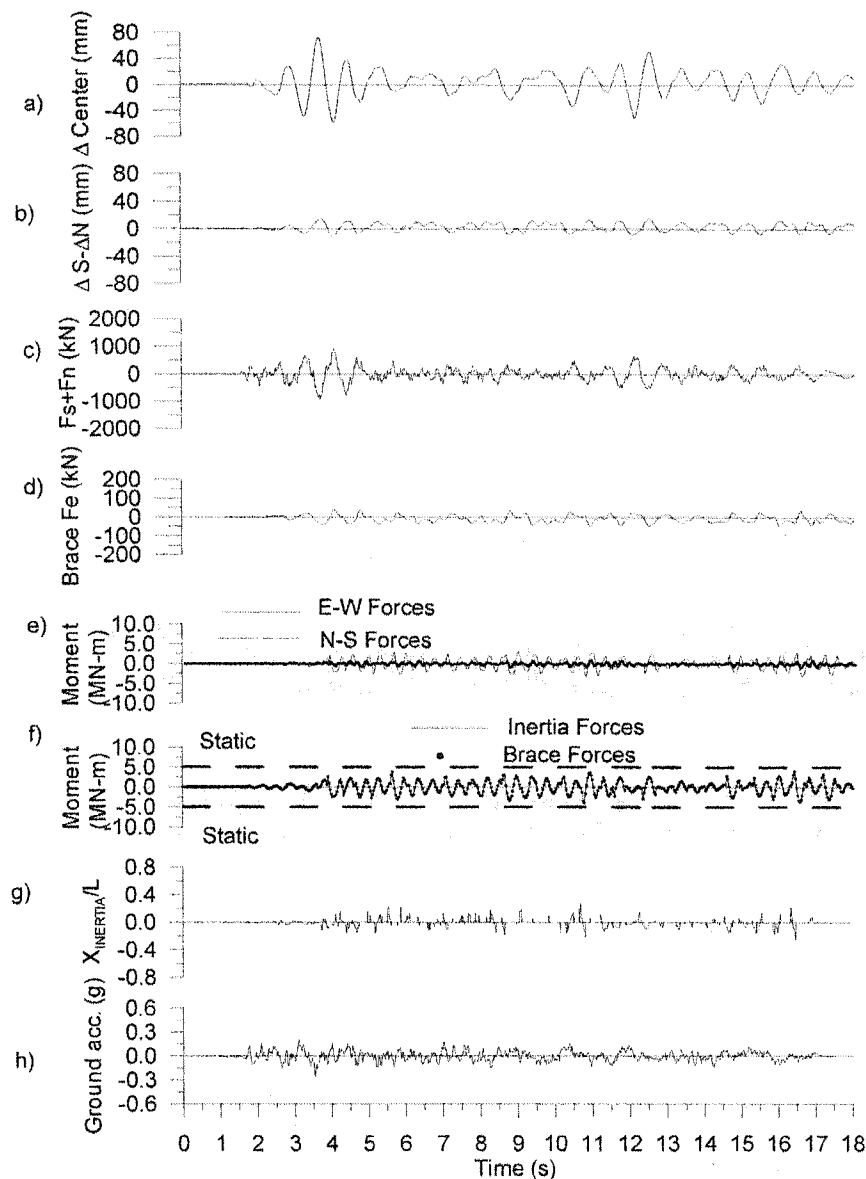 a)
Δ Center (mm)
80
40
0
-40
-80
b)
Δ S-ΔN (mm)
80
40
0
-40
-80
c)
Fs+Fn (kN)
2000
1000
0
-1000
-2000
d)
Brace Fe (kN)
200
100
0
-100
-200
e)
Moment
(MN-m)
10.0
5.0
0.0
-5.0
10.0
E-W Forces
N-S Forces
f)
Moment
(MN-m)
10.0
5.0
0.0
-5.0
-10.0
Static
Inertia Forces
Brace Forces
Static
g)
XINERTIA/L
0.8
0.4
0.0
-0.4
-0.8
h)
Ground acc. (g)
0.6
0.3
0.0
-0.3
-0.6
0 1 2 3 4 5 6 7 8 9 10 11 12 13 14 15 16 17 18
Time (s)